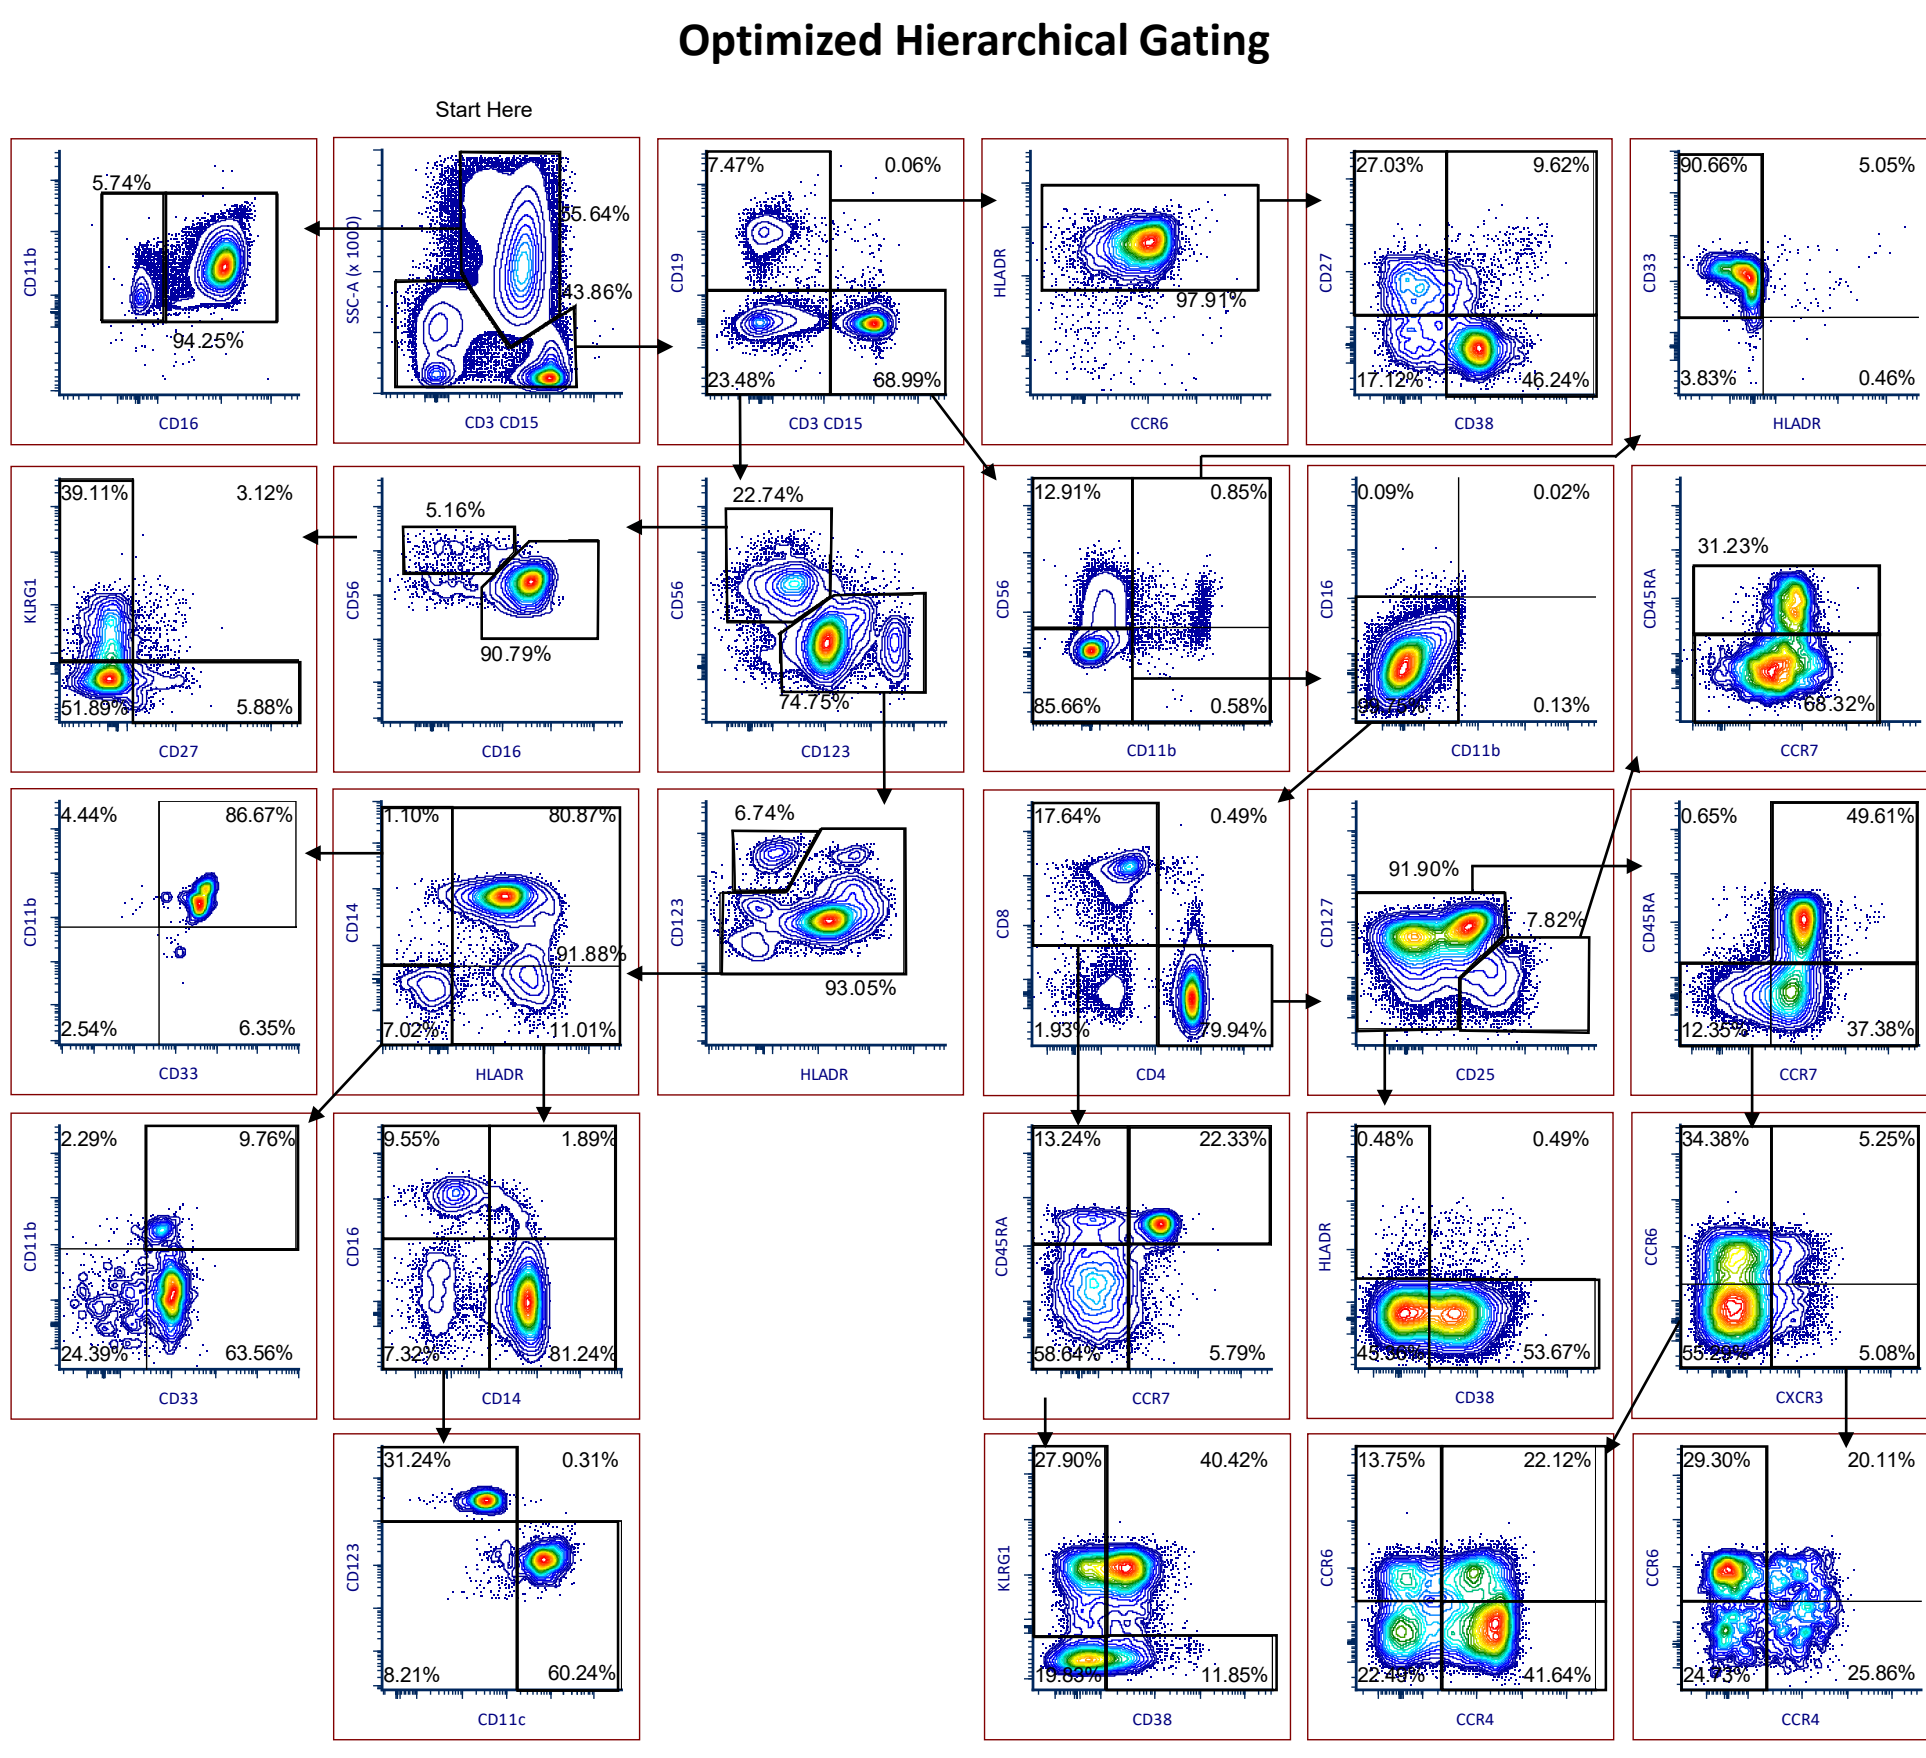 Optimized Hierarchical Gating
Start Here
CD11b
5.74%
94.25%
CD16
SSC-A (x 1000)
55.64%
43.86%
CD3 CD15
CD19
7.47%
0.06%
23.48%
68.99%
CD3 CD15
HLADR
97.91%
CCR6
CD27
27.03%
9.62%
17.12%
46.24%
CD38
CD33
90.66%
5.05%
3.83%
0.46%
HLADR
KLRG1
39.11%
3.12%
51.89%
5.88%
CD27
CD56
5.16%
90.79%
CD16
CD56
22.74%
74.75%
CD123
CD56
12.91%
0.85%
85.66%
0.58%
CD11b
CD16
0.09%
0.02%
0.13%
CD11b
CD45RA
31.23%
68.32%
CCR7
CD11b
4.44%
86.67%
2.54%
6.35%
CD33
CD14
1.10%
80.87%
91.88%
7.02%
11.01%
HLADR
CD123
6.74%
93.05%
HLADR
CD8
17.64%
0.49%
1.93%
79.94%
CD4
CD127
91.90%
7.82%
CD25
CD45RA
0.65%
49.61%
12.35%
37.38%
CCR7
CD11b
2.29%
9.76%
24.39%
63.56%
CD33
CD16
9.55%
1.89%
7.32%
81.24%
CD14
CD45RA
13.24%
22.33%
58.64%
5.79%
CCR7
HLADR
0.48%
0.49%
53.67%
CD38
CCR6
34.38%
5.25%
55.29%
5.08%
CXCR3
CD123
31.24%
0.31%
8.21%
60.24%
CD11c
KLRG1
27.90%
40.42%
19.83%
11.85%
CD38
CCR6
13.75%
22.12%
22.49%
41.64%
CCR4
CCR6
29.30%
20.11%
24.73%
25.86%
CCR4